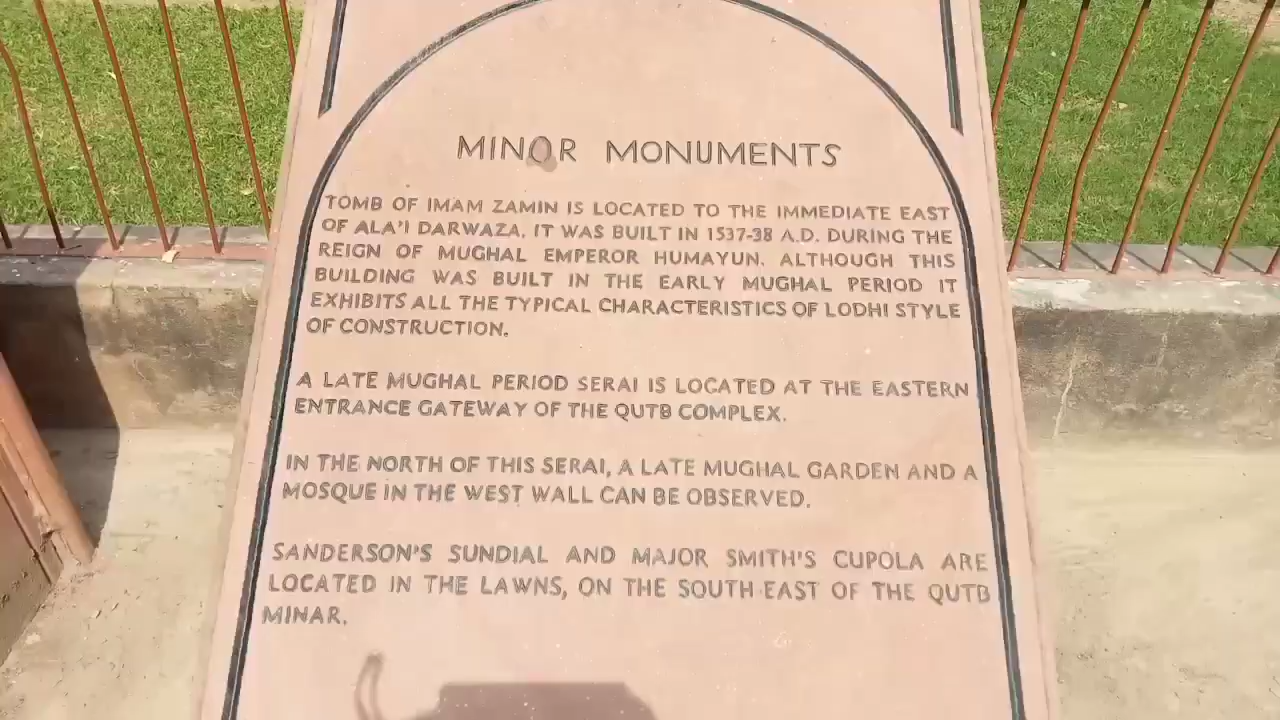 MINOR MONUMENTS
TOMB OF IMAM ZAMIN IS LOCATED TO THE IMMEDIATE EAST
OF ALA'I DARWAZA. IT WAS BUILT IN 1537-38 A.D. DURING THE
REIGN OF MUGHAL EMPEROR HUMAYUN. ALTHOUGH THIS
BUILDING WAS BUILT IN THE EARLY MUGHAL PERIOD IT
EXHIBITS ALL THE TYPICAL CHARACTERISTICS OF LODHI STYLE
OF CONSTRUCTION.
A LATE MUGHAL PERIOD SERAI IS LOCATED AT THE EASTERN
ENTRANCE GATEWAY OF THE QUTB COMPLEX.
IN THE NORTH OF THIS SERAI, A LATE MUGHAL GARDEN AND A
MOSQUE IN THE WEST WALL CAN BE OBSERVED.
SANDERSON'S SUNDIAL AND MAJOR SMITH'S CUPOLA ARE
LOCATED IN THE LAWNS, ON THE SOUTH EAST OF THE QUTB
MINAR.